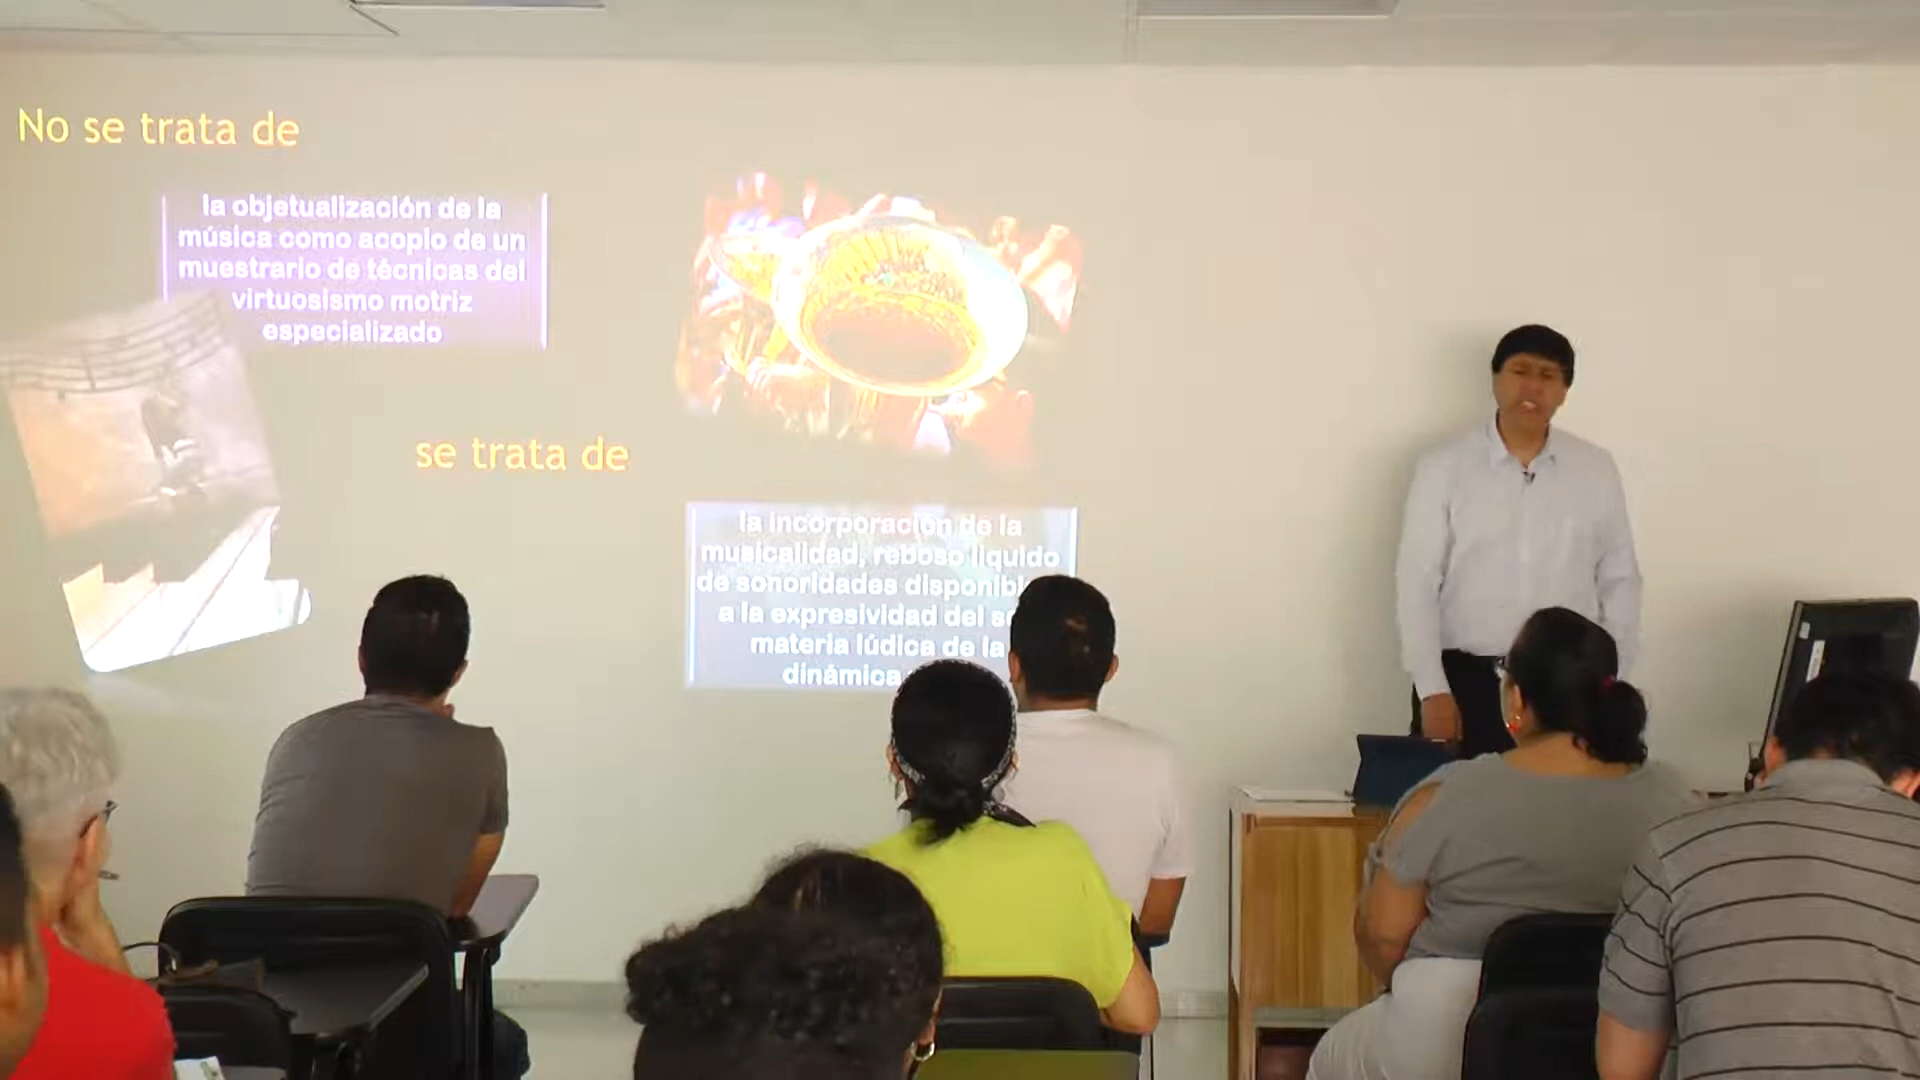 No se trata de
la objetualización de la
música como acopio de un
muestrario de técnicas del
virtuosismo motriz
especializado
se trata de
la incorporación de la
musicalidad, reboso líquido
de sonoridades
a la expresividad del
materia lúdica de la
dinámica